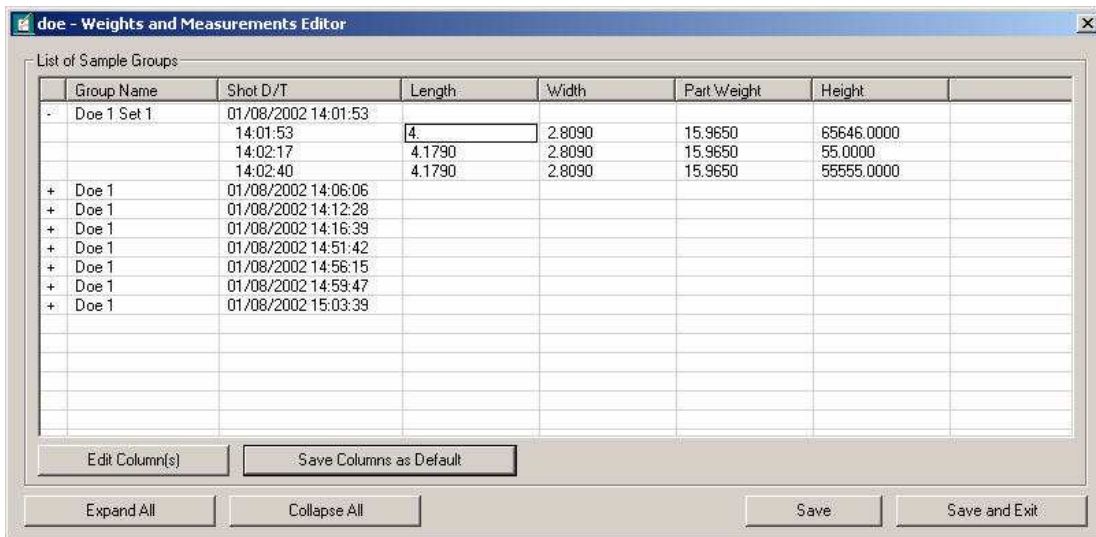 doe - Weights and Measurements Editor
List of Sample Groups
Group Name Shot D/T Length Width Part Weight Height
- Doe 1 Set 1 01/08/2002 14:01:53
14:01:53 4. 2.8090 15.9650 65646.0000
14:02:17 4.1790 2.8090 15.9650 55.0000
14:02:40 4.1790 2.8090 15.9650 55555.0000
+ Doe 1 01/08/2002 14:06:06
+ Doe 1 01/08/2002 14:12:28
+ Doe 1 01/08/2002 14:16:39
+ Doe 1 01/08/2002 14:51:42
+ Doe 1 01/08/2002 14:56:15
+ Doe 1 01/08/2002 14:59:47
+ Doe 1 01/08/2002 15:03:39
Edit Column(s) Save Columns as Default
Expand All Collapse All Save Save and Exit